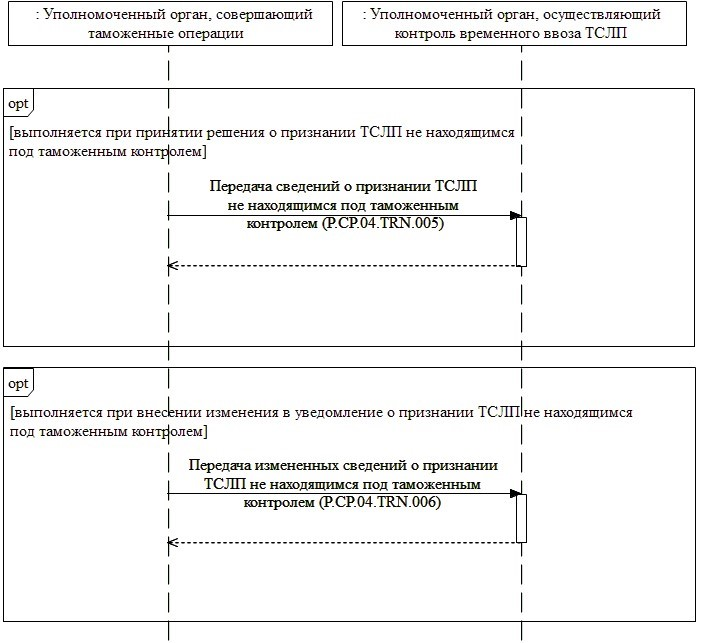 : Уполномоченный орган, совершающий
таможенные операции
: Уполномоченный орган, осуществляющий
контроль временного ввоза ТСЛП
opt
[выполняется при принятии решения о признании ТСЛП не находящимся
под таможенным контролем]
Передача сведений о признании ТСЛП
не находящимся под таможенным
контролем (P.CP.04.TRN.005)
opt
[выполняется при внесении изменения в уведомление о признании ТСЛП не находящимся
под таможенным контролем]
Передача измененных сведений о признании
ТСЛП не находящимся под таможенным
контролем (P.CP.04.TRN.006)